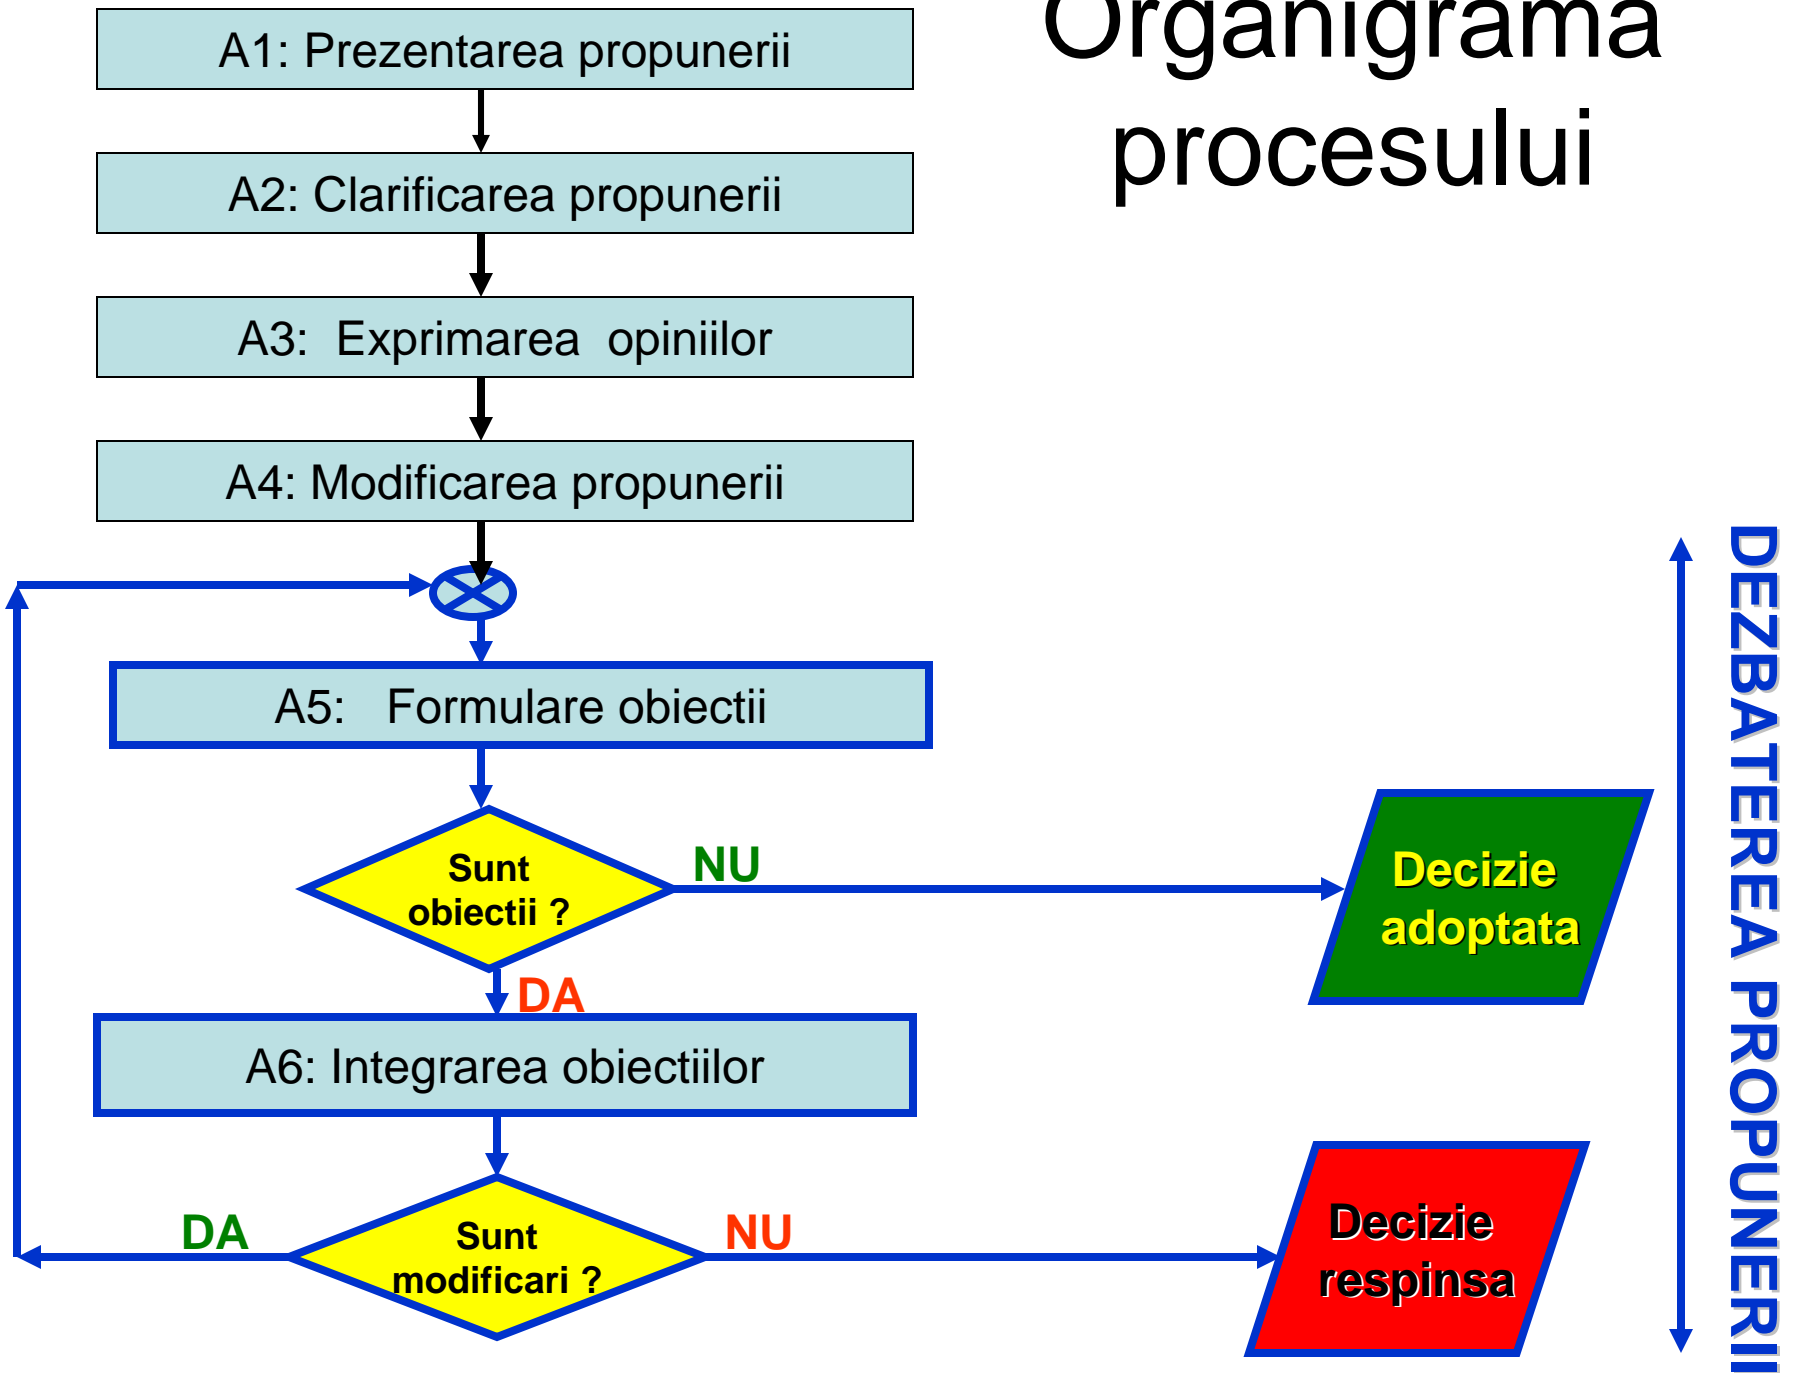 Organigrama
procesului
A1: Prezentarea propunerii
A2: Clarificarea propunerii
A3:  Exprimarea  opiniilor
A4: Modificarea propunerii
A5:   Formulare obiectii
Sunt
obiectii ?
NU
Decizie
adoptata
DA
A6: Integrarea obiectiilor
DA
Sunt
modificari ?
NU
Decizie
respinsa
DEZBATEREA PROPUNERII